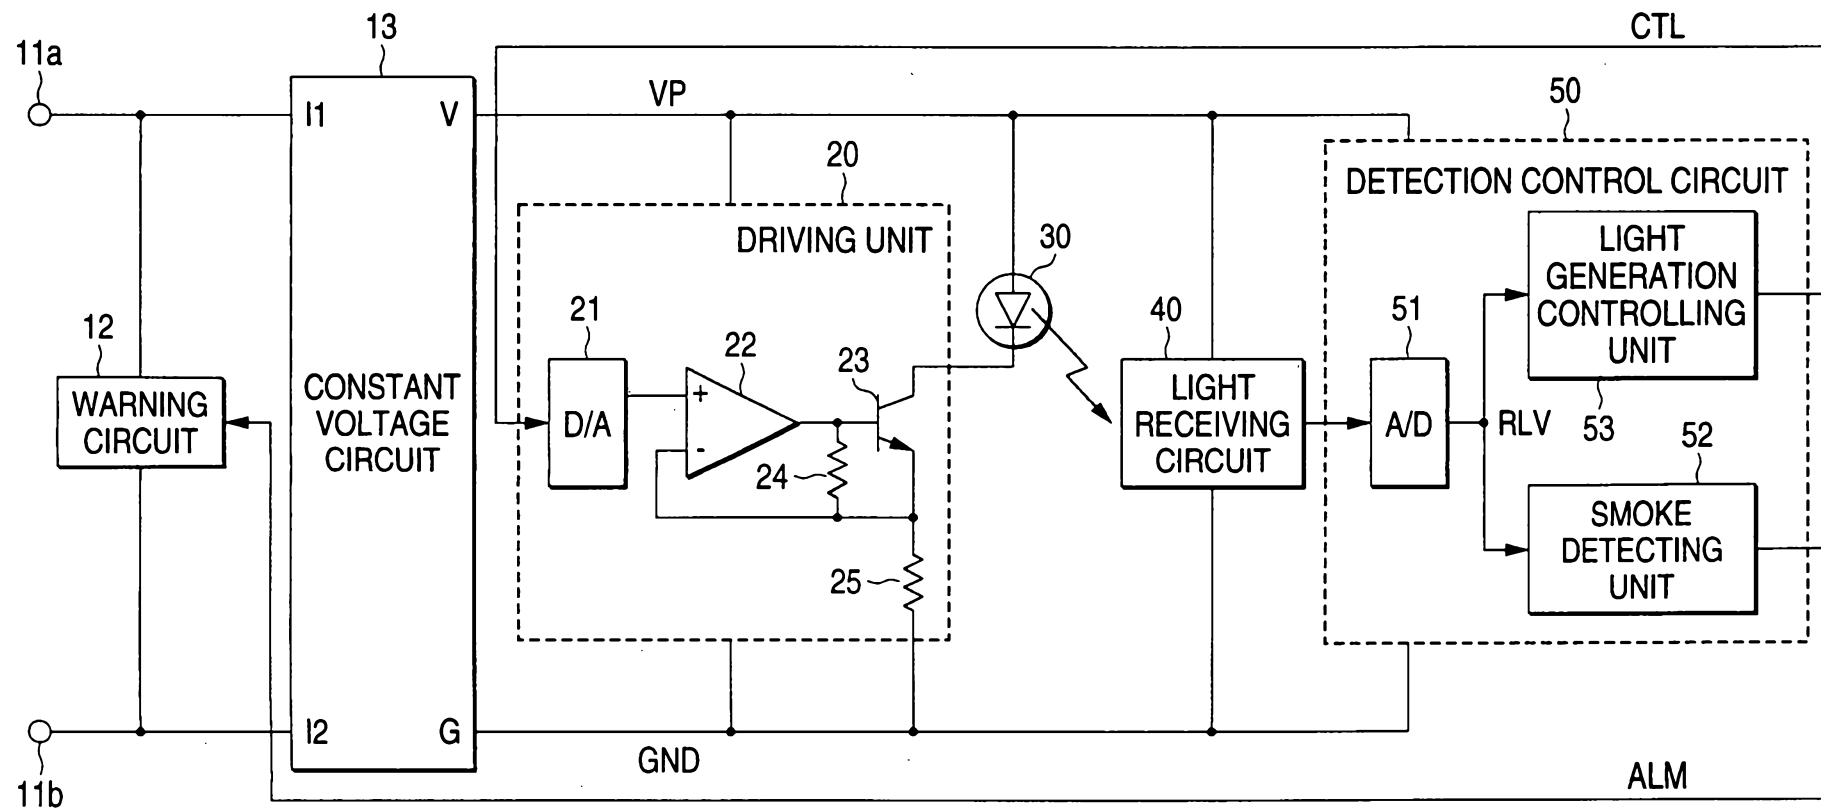 CTL
13
11a
I1
V
VP
50
20
DETECTION CONTROL CIRCUIT
DRIVING UNIT
30
LIGHT
GENERATION
CONTROLLING
UNIT
21
40
51
12
22
23
WARNING
CIRCUIT
CONSTANT
VOLTAGE
CIRCUIT
D/A
+
-
LIGHT
RECEIVING
CIRCUIT
A/D
RLV
53
24
52
SMOKE
DETECTING
UNIT
25
I2
G
GND
11b
ALM